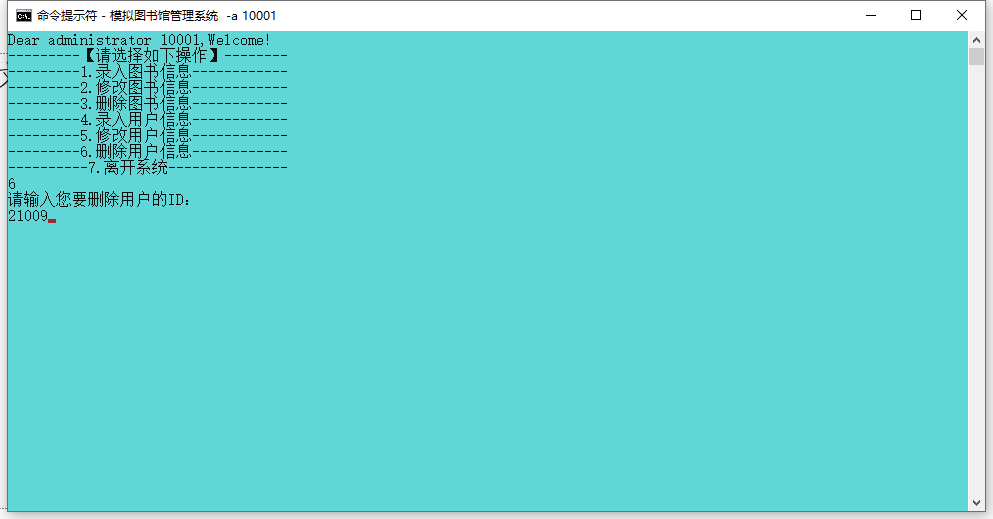 命令提示符 - 模拟图书馆管理系统 -a 10001
Dear administrator 10001,Welcome!
---------【请选择如下操作】--------
---------1.录入图书信息------------
---------2.修改图书信息------------
---------3.删除图书信息------------
---------4.录入用户信息------------
---------5.修改用户信息------------
---------6.删除用户信息------------
----------7.离开系统---------------
6
请输入您要删除用户的ID:
21009